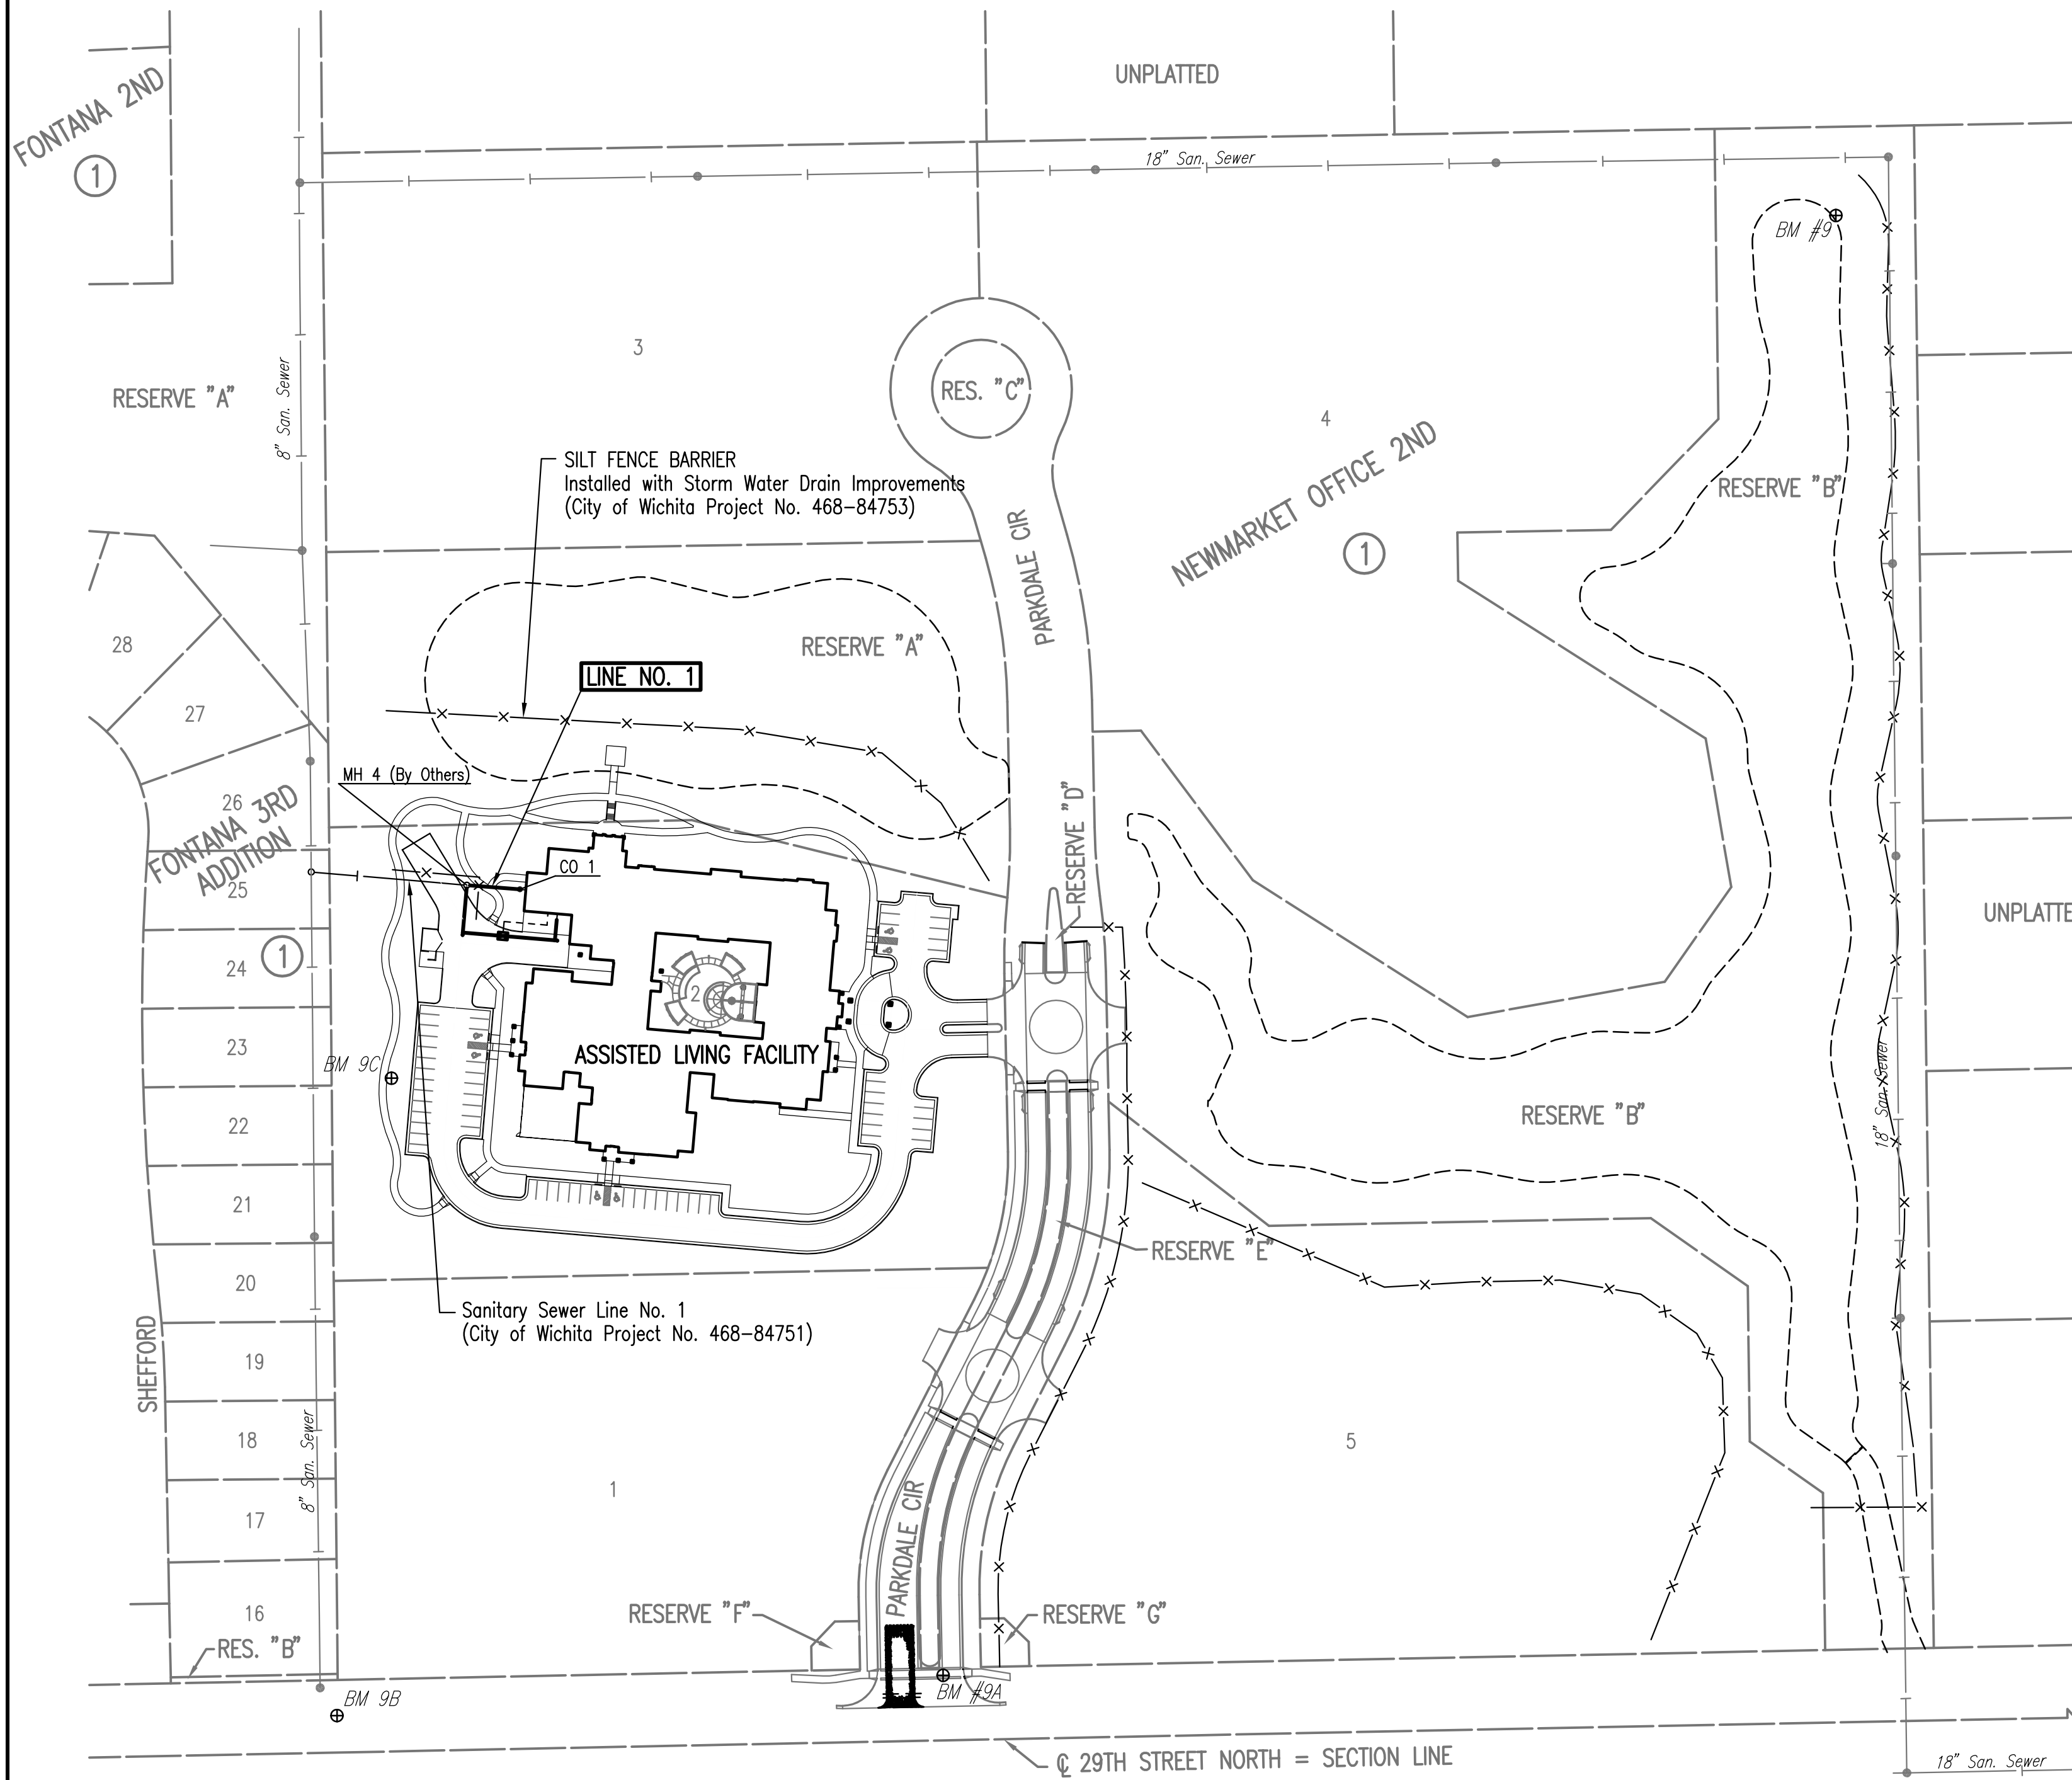 UNPLATTED
FONTANA 2ND
1
18" San. Sewer
BM #9
3
RES. "C"
RESERVE "A"
8" San. Sewer
4
SILT FENCE BARRIER
Installed with Storm Water Drain Improvements
(City of Wichita Project No. 468-84753)
NEWMARKET OFFICE 2ND
1
RESERVE "B"
PARKDALE CIR
28
RESERVE "A"
LINE NO. 1
27
MH 4 (By Others)
26
FONTANA 3RD
ADDITION
RESERVE "D"
CO 1
25
UNPLATTE
1
24
2
23
ASSISTED LIVING FACILITY
BM 9C
18" San. Sewer
22
RESERVE "B"
21
RESERVE "E"
20
Sanitary Sewer Line No. 1
(City of Wichita Project No. 468-84751)
SHEFFORD
19
18
8" San. Sewer
5
1
17
PARKDALE CIR
16
RESERVE "F"
RESERVE "G"
RES. "B"
BM 9B
BM #9A
℄ 29TH STREET NORTH = SECTION LINE
18" San. Sewer